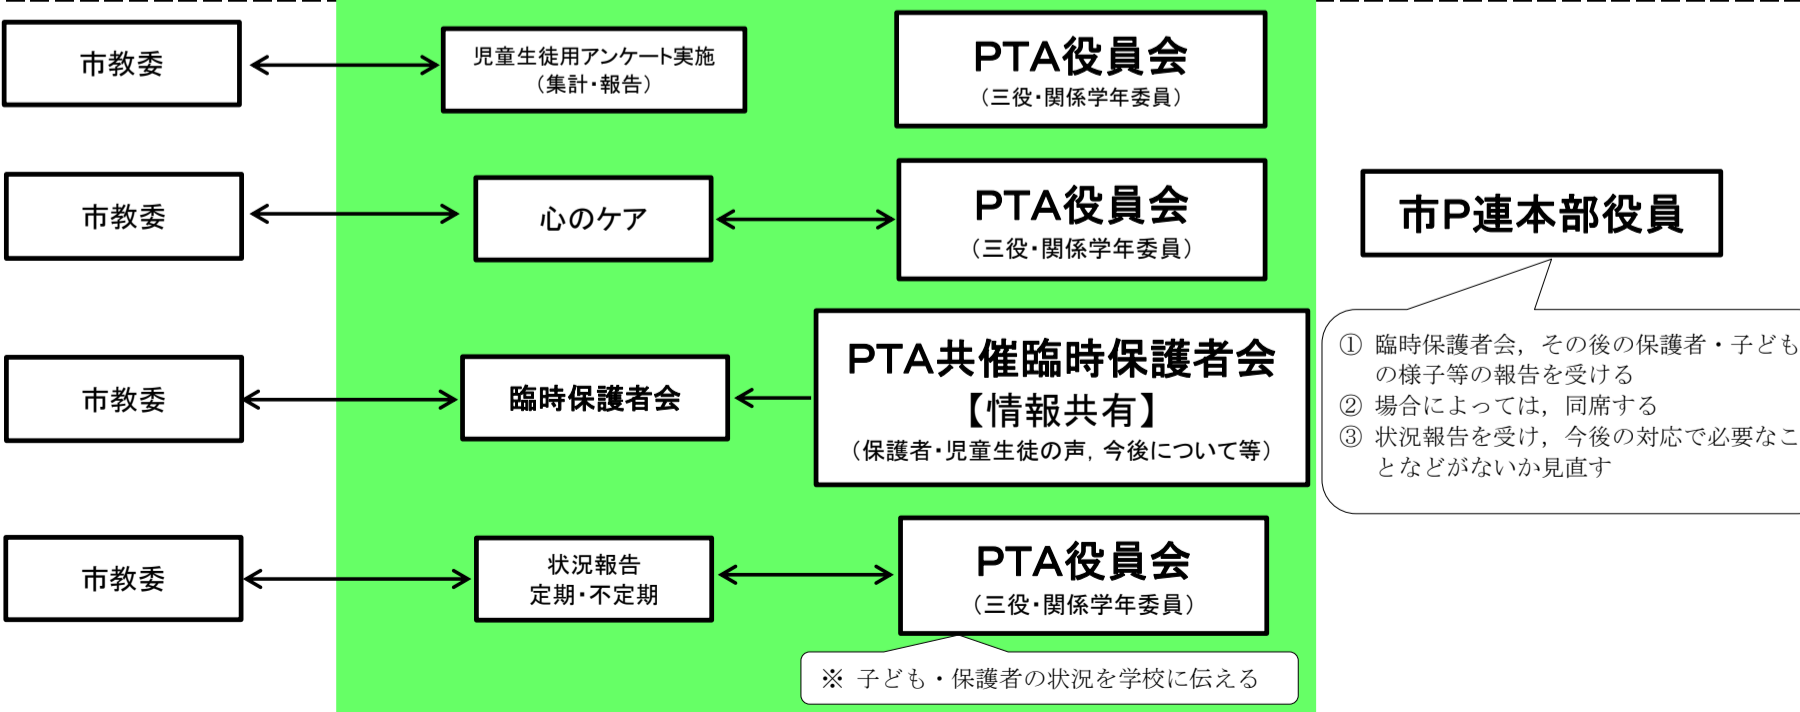 市教委
児童生徒用アンケート実施
（集計・報告）
PTA役員会
（三役・関係学年委員）
市教委
心のケア
PTA役員会
（三役・関係学年委員）
市P連本部役員
市教委
臨時保護者会
PTA共催臨時保護者会
【情報共有】
（保護者・児童生徒の声，今後について等）
① 臨時保護者会，その後の保護者・子ども
の様子等の報告を受ける
② 場合によっては，同席する
③ 状況報告を受け，今後の対応で必要なこ
となどがないか見直す
市教委
状況報告
定期・不定期
PTA役員会
（三役・関係学年委員）
※ 子ども・保護者の状況を学校に伝える